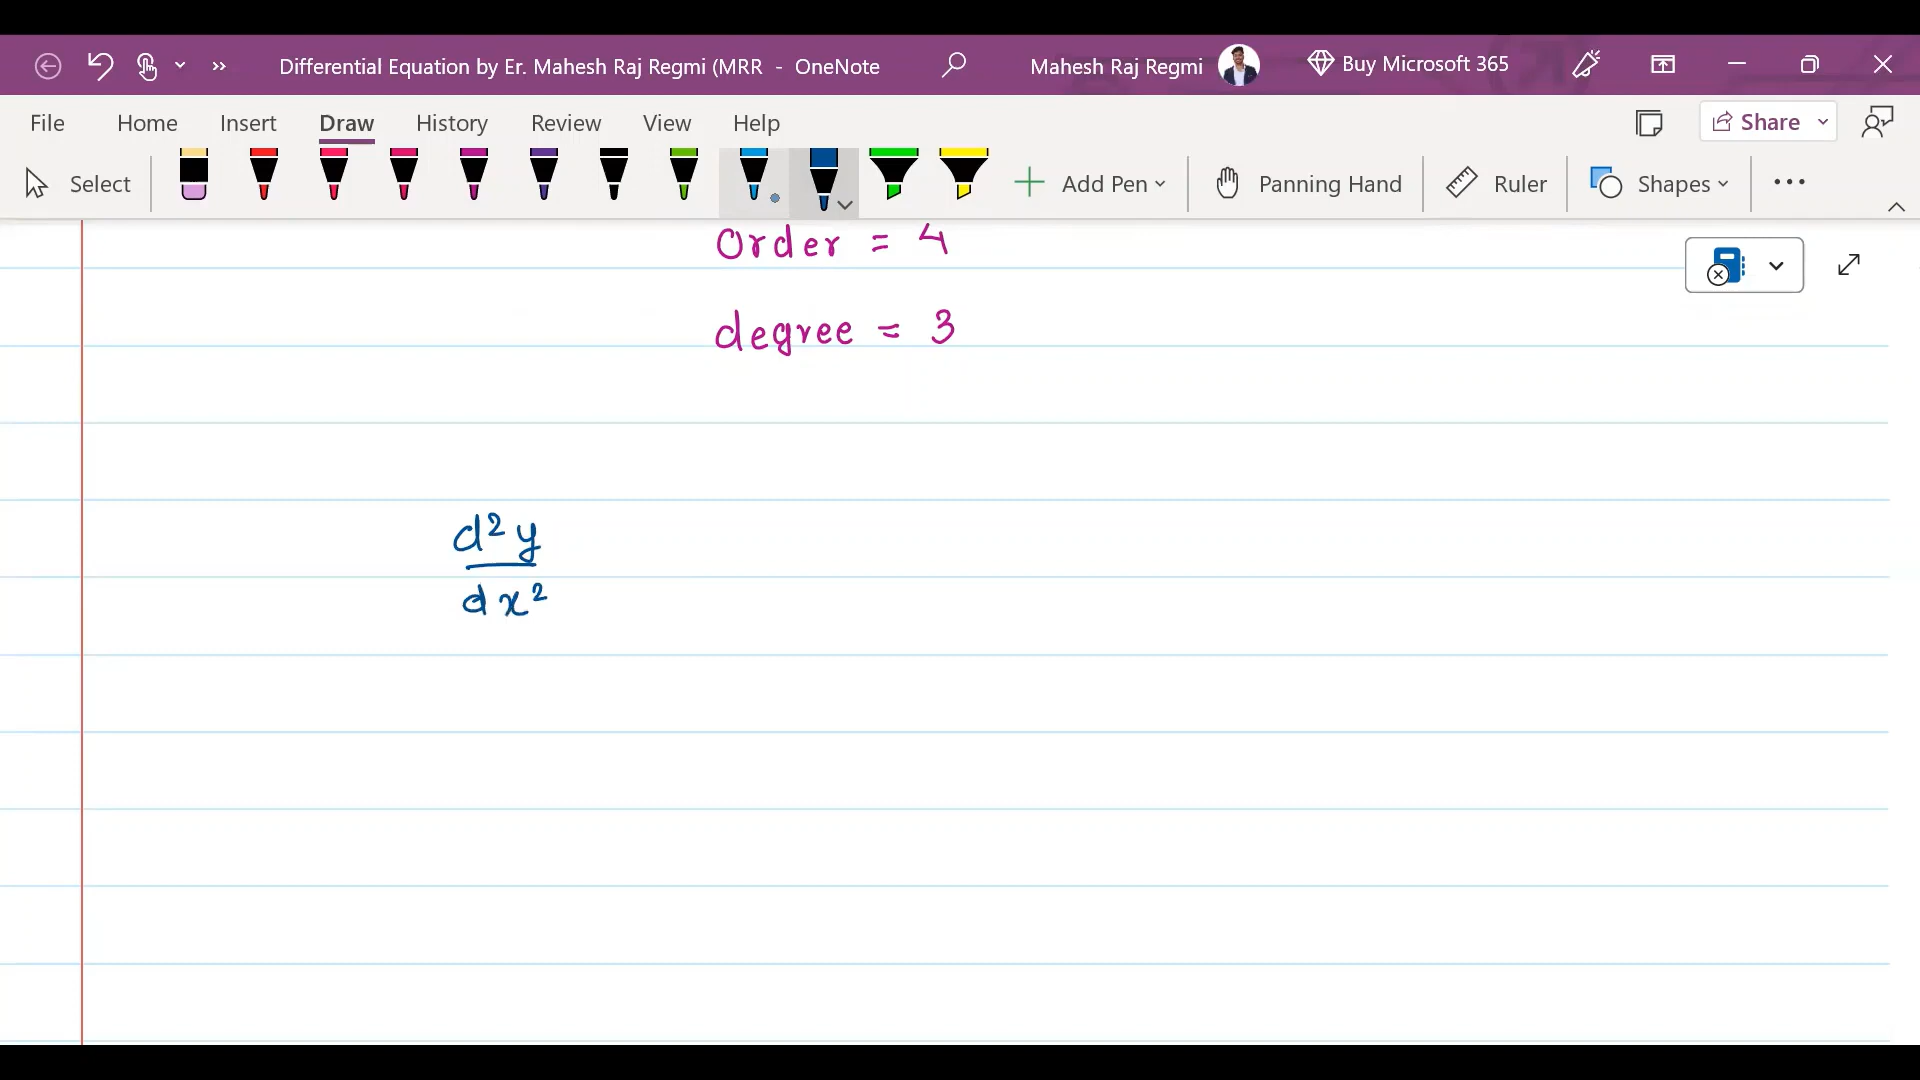 Differential Equation by Er. Mahesh Raj Regmi (MRR - OneNote Mahesh Raj Regmi Buy Microsoft 365
File Home Insert Draw History Review View Help Share
Select Add Pen Panning Hand Ruler Shapes
Order = 4
degree = 3
d² y
dx²